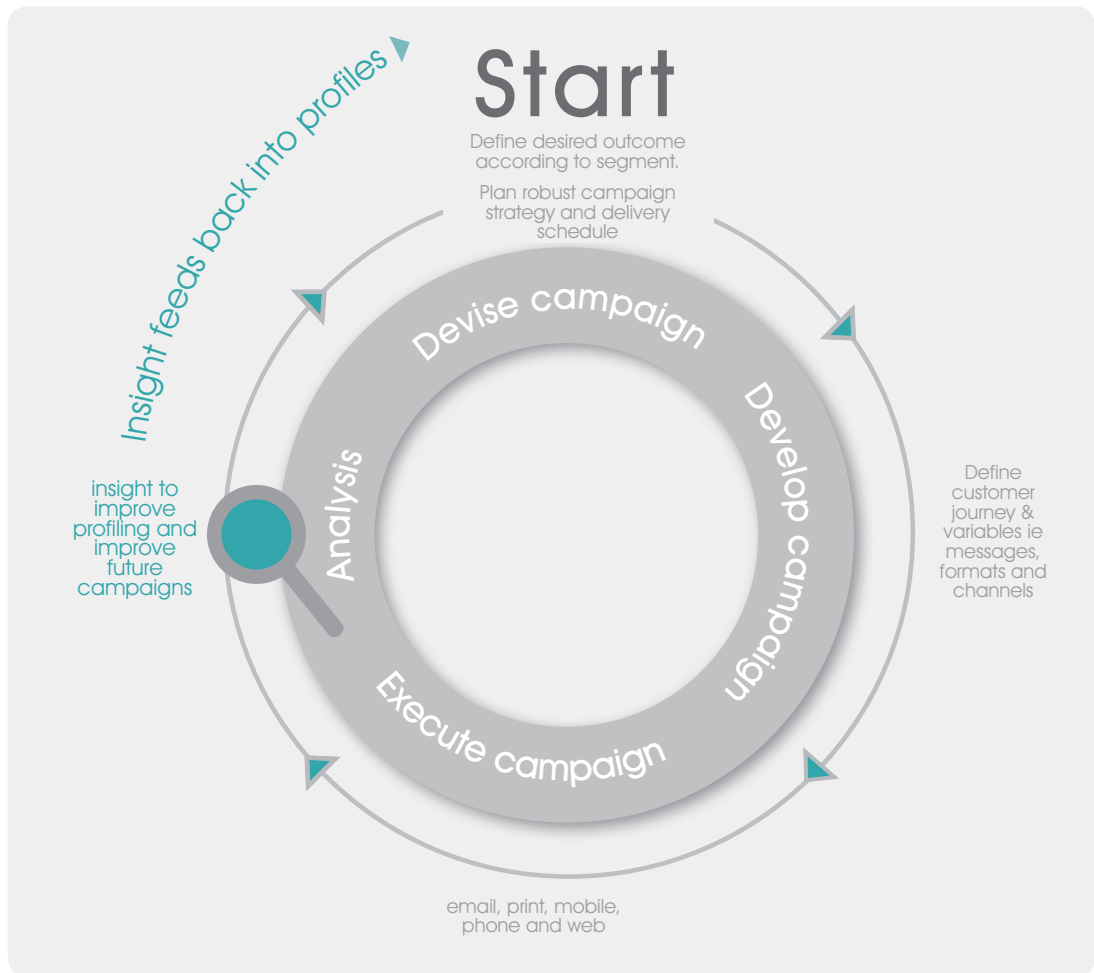 Start
Define desired outcome
according to segment.
Plan robust campaign
strategy and delivery
schedule
Insight feeds back into profiles
Devise campaign
Develop campaign
Define
customer
journey &
variables ie
messages,
formats and
channels
Execute campaign
email, print, mobile,
phone and web
Analysis
insight to
improve
profiling and
improve
future
campaigns